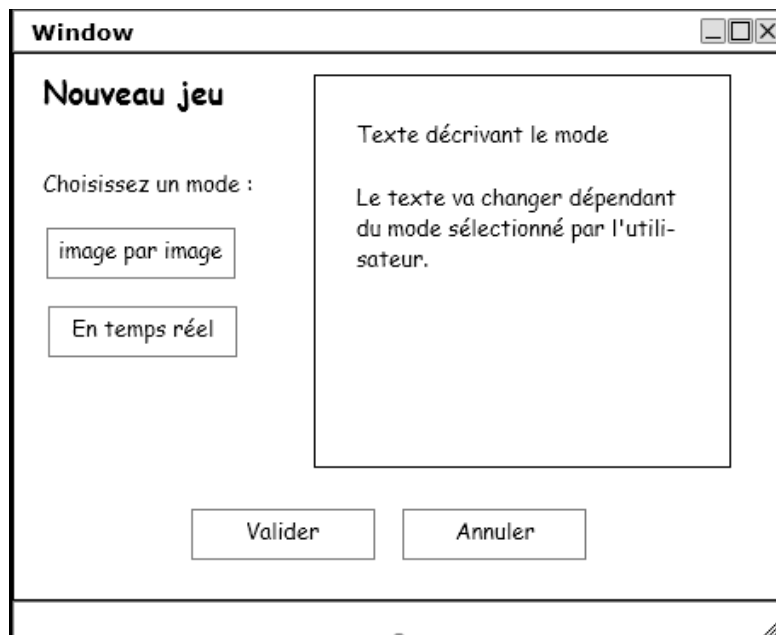 Window
Nouveau jeu
Choisissez un mode :
image par image
En temps réel
Texte décrivant le mode
Le texte va changer dépendant
du mode sélectionné par l'utili-
sateur.
Valider
Annuler